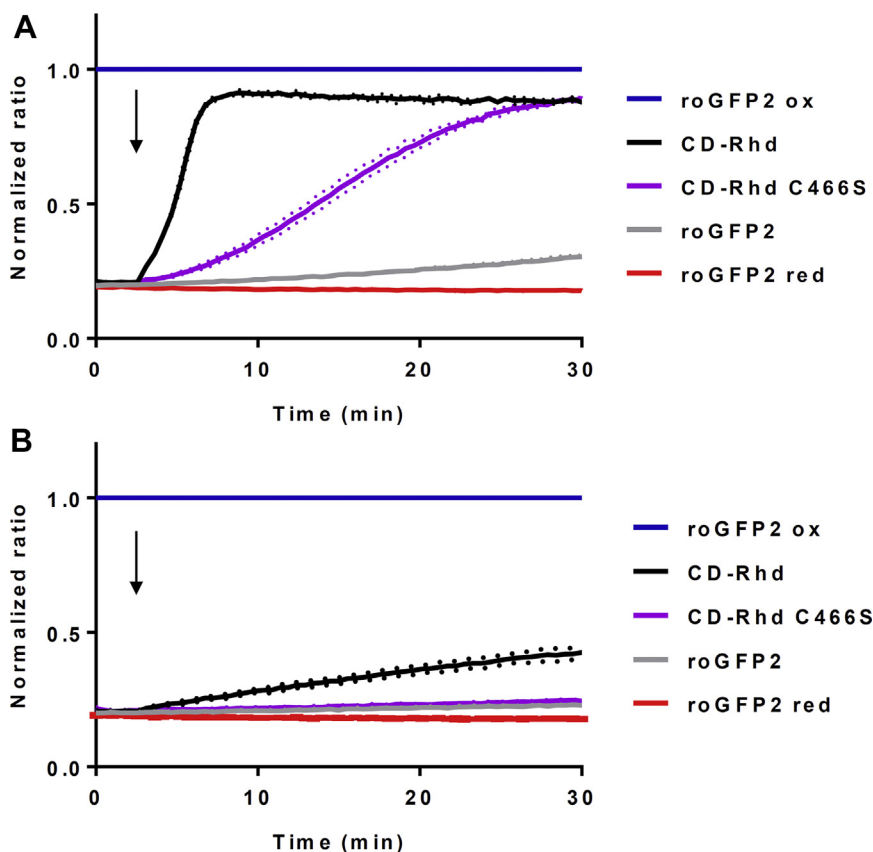 A
Normalized ratio
1.0
0.5
0.0
0
10
20
30
Time (min)
roGFP2 ox
CD-Rhd
CD-Rhd C466S
roGFP2
roGFP2 red
B
Normalized ratio
1.0
0.5
0.0
0
10
20
30
Time (min)
roGFP2 ox
CD-Rhd
CD-Rhd C466S
roGFP2
roGFP2 red